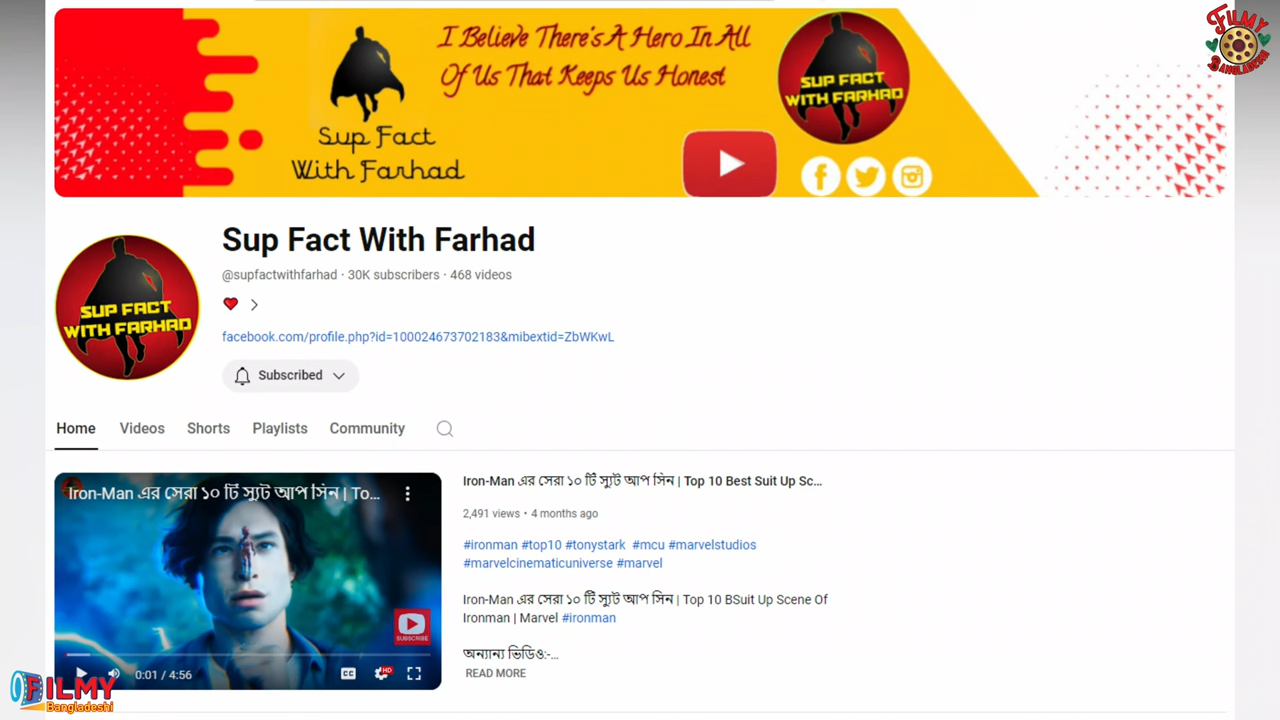 I Believe There's A Hero In All
Of Us That Keeps Us Honest
Sup Fact
With Farhad
SUP FACT
WITH FARHAD
FILMY
BANGLADESHI
Sup Fact With Farhad
@supfactwithfarhad · 30K subscribers · 468 videos
facebook.com/profile.php?id=100024673702183&mibextid=ZbWKwL
SUP FACT
WITH FARHAD
Subscribed
Home Videos Shorts Playlists Community
Iron-Man এর সেরা ১০ টি স্যুট আপ সিন | To...
SUBSCRIBE
0:01 / 4:56
CC
HD
Iron-Man এর সেরা ১০ টি স্যুট আপ সিন | Top 10 Best Suit Up Sc...
2,491 views • 4 months ago
#ironman #top10 #tonystark #mcu #marvelstudios
#marvelcinematicuniverse #marvel
Iron-Man এর সেরা ১০ টি স্যুট আপ সিন | Top 10 BSuit Up Scene Of
Ironman | Marvel #ironman
অন্যান্য ভিডিও:-...
READ MORE
FILMY
Bangladeshi